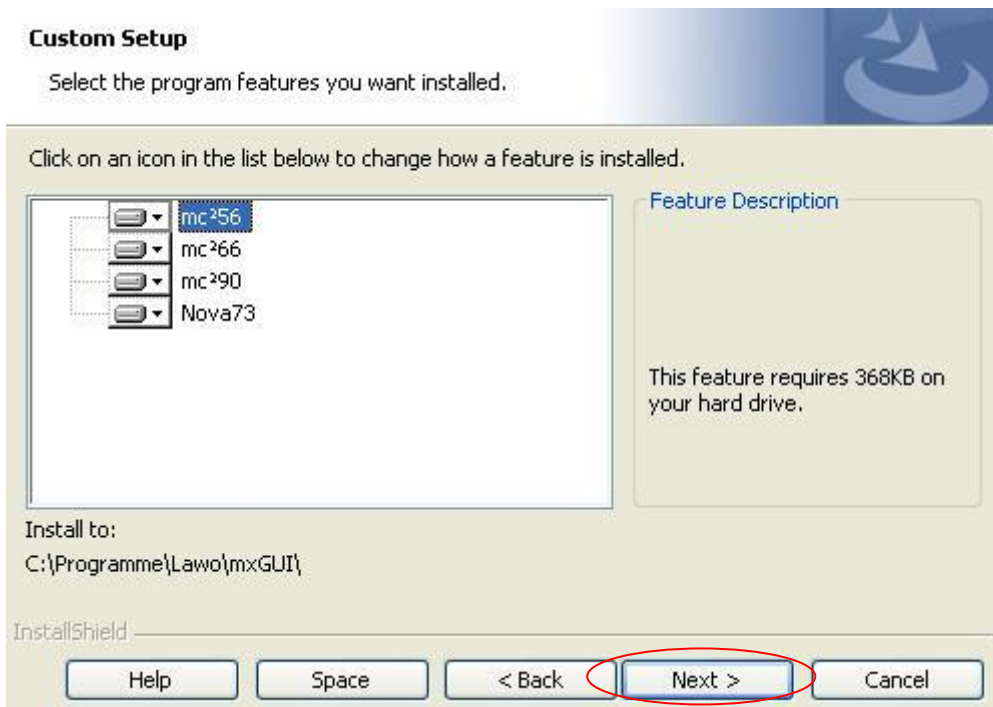 Custom Setup
Select the program features you want installed.
Click on an icon in the list below to change how a feature is installed.
mc²56
mc²66
mc²90
Nova73
Feature Description
This feature requires 368KB on
your hard drive.
Install to:
C:\Programme\Lawo\mxGUI\
InstallShield
Help
Space
< Back
Next >
Cancel